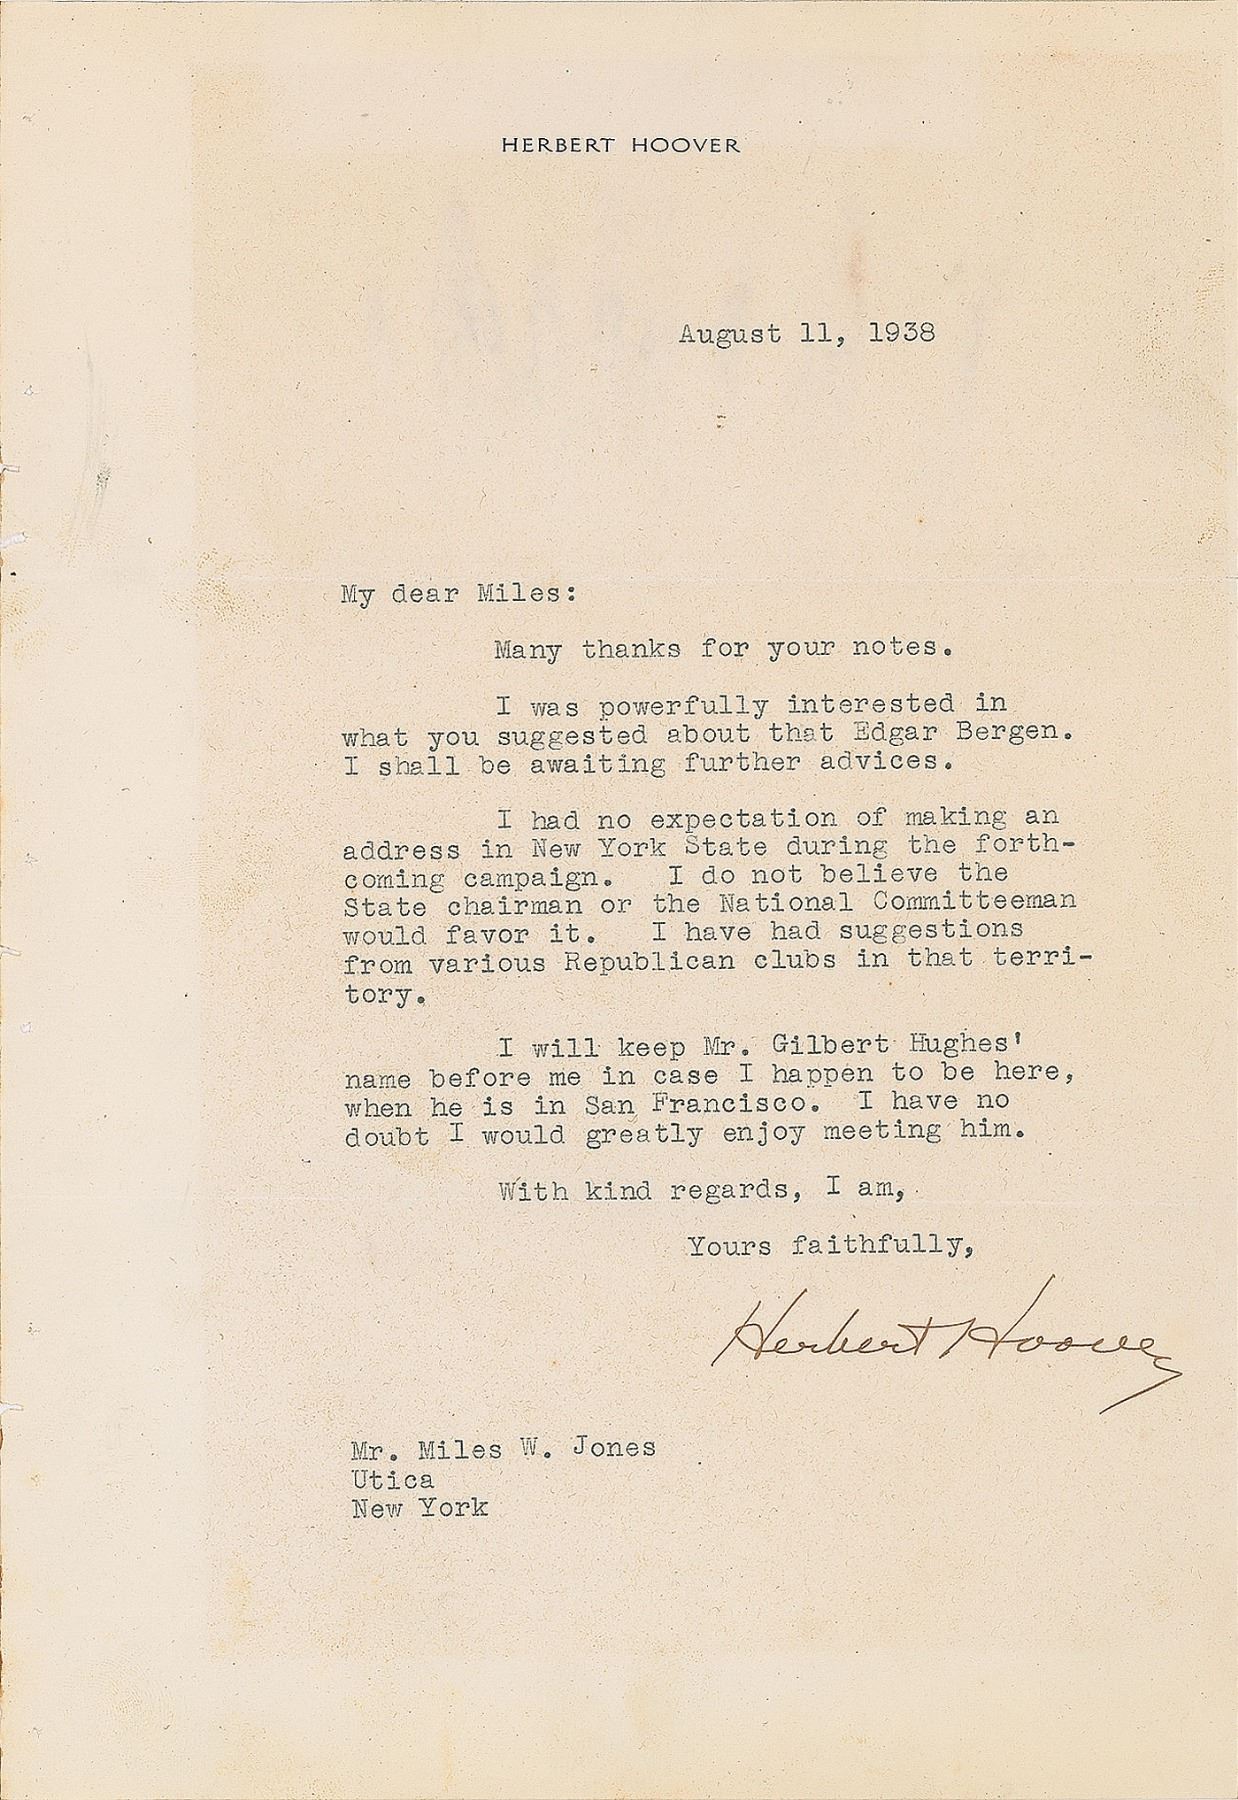 HERBERT HOOVER
August 11, 1938
My dear Miles:
Many thanks for your notes.
I was powerfully interested in
what you suggested about that Edgar Bergen.
I shall be awaiting further advices.
I had no expectation of making an
address in New York State during the forth-
coming campaign. I do not believe the
State chairman or the National Committeeman
would favor it. I have had suggestions
from various Republican clubs in that terri-
tory.
I will keep Mr. Gilbert Hughes'
name before me in case I happen to be here,
when he is in San Francisco. I have no
doubt I would greatly enjoy meeting him.
With kind regards, I am,
Yours faithfully,
Herbert Hoover
Mr. Miles W. Jones
Utica
New York